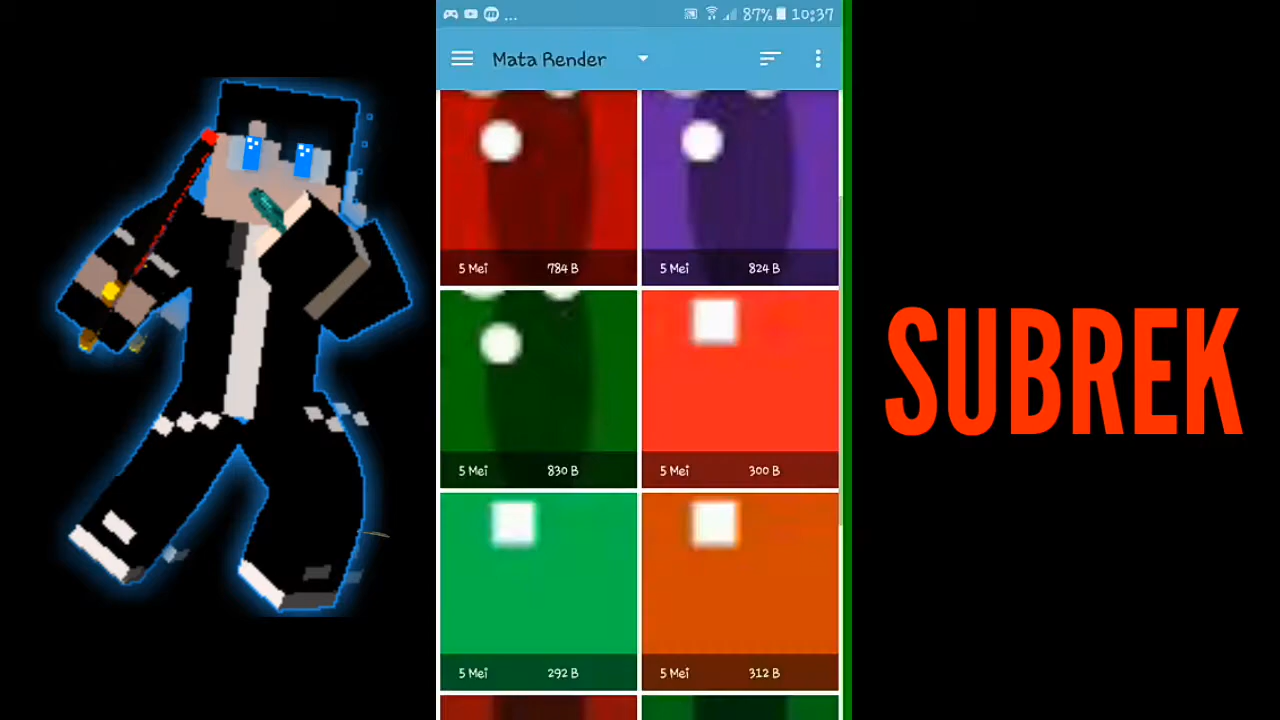 ... 87% 10:37
Mata Render
5 Mei 784 B
5 Mei 824 B
5 Mei 830 B
5 Mei 300 B
5 Mei 292 B
5 Mei 312 B
SUBREK